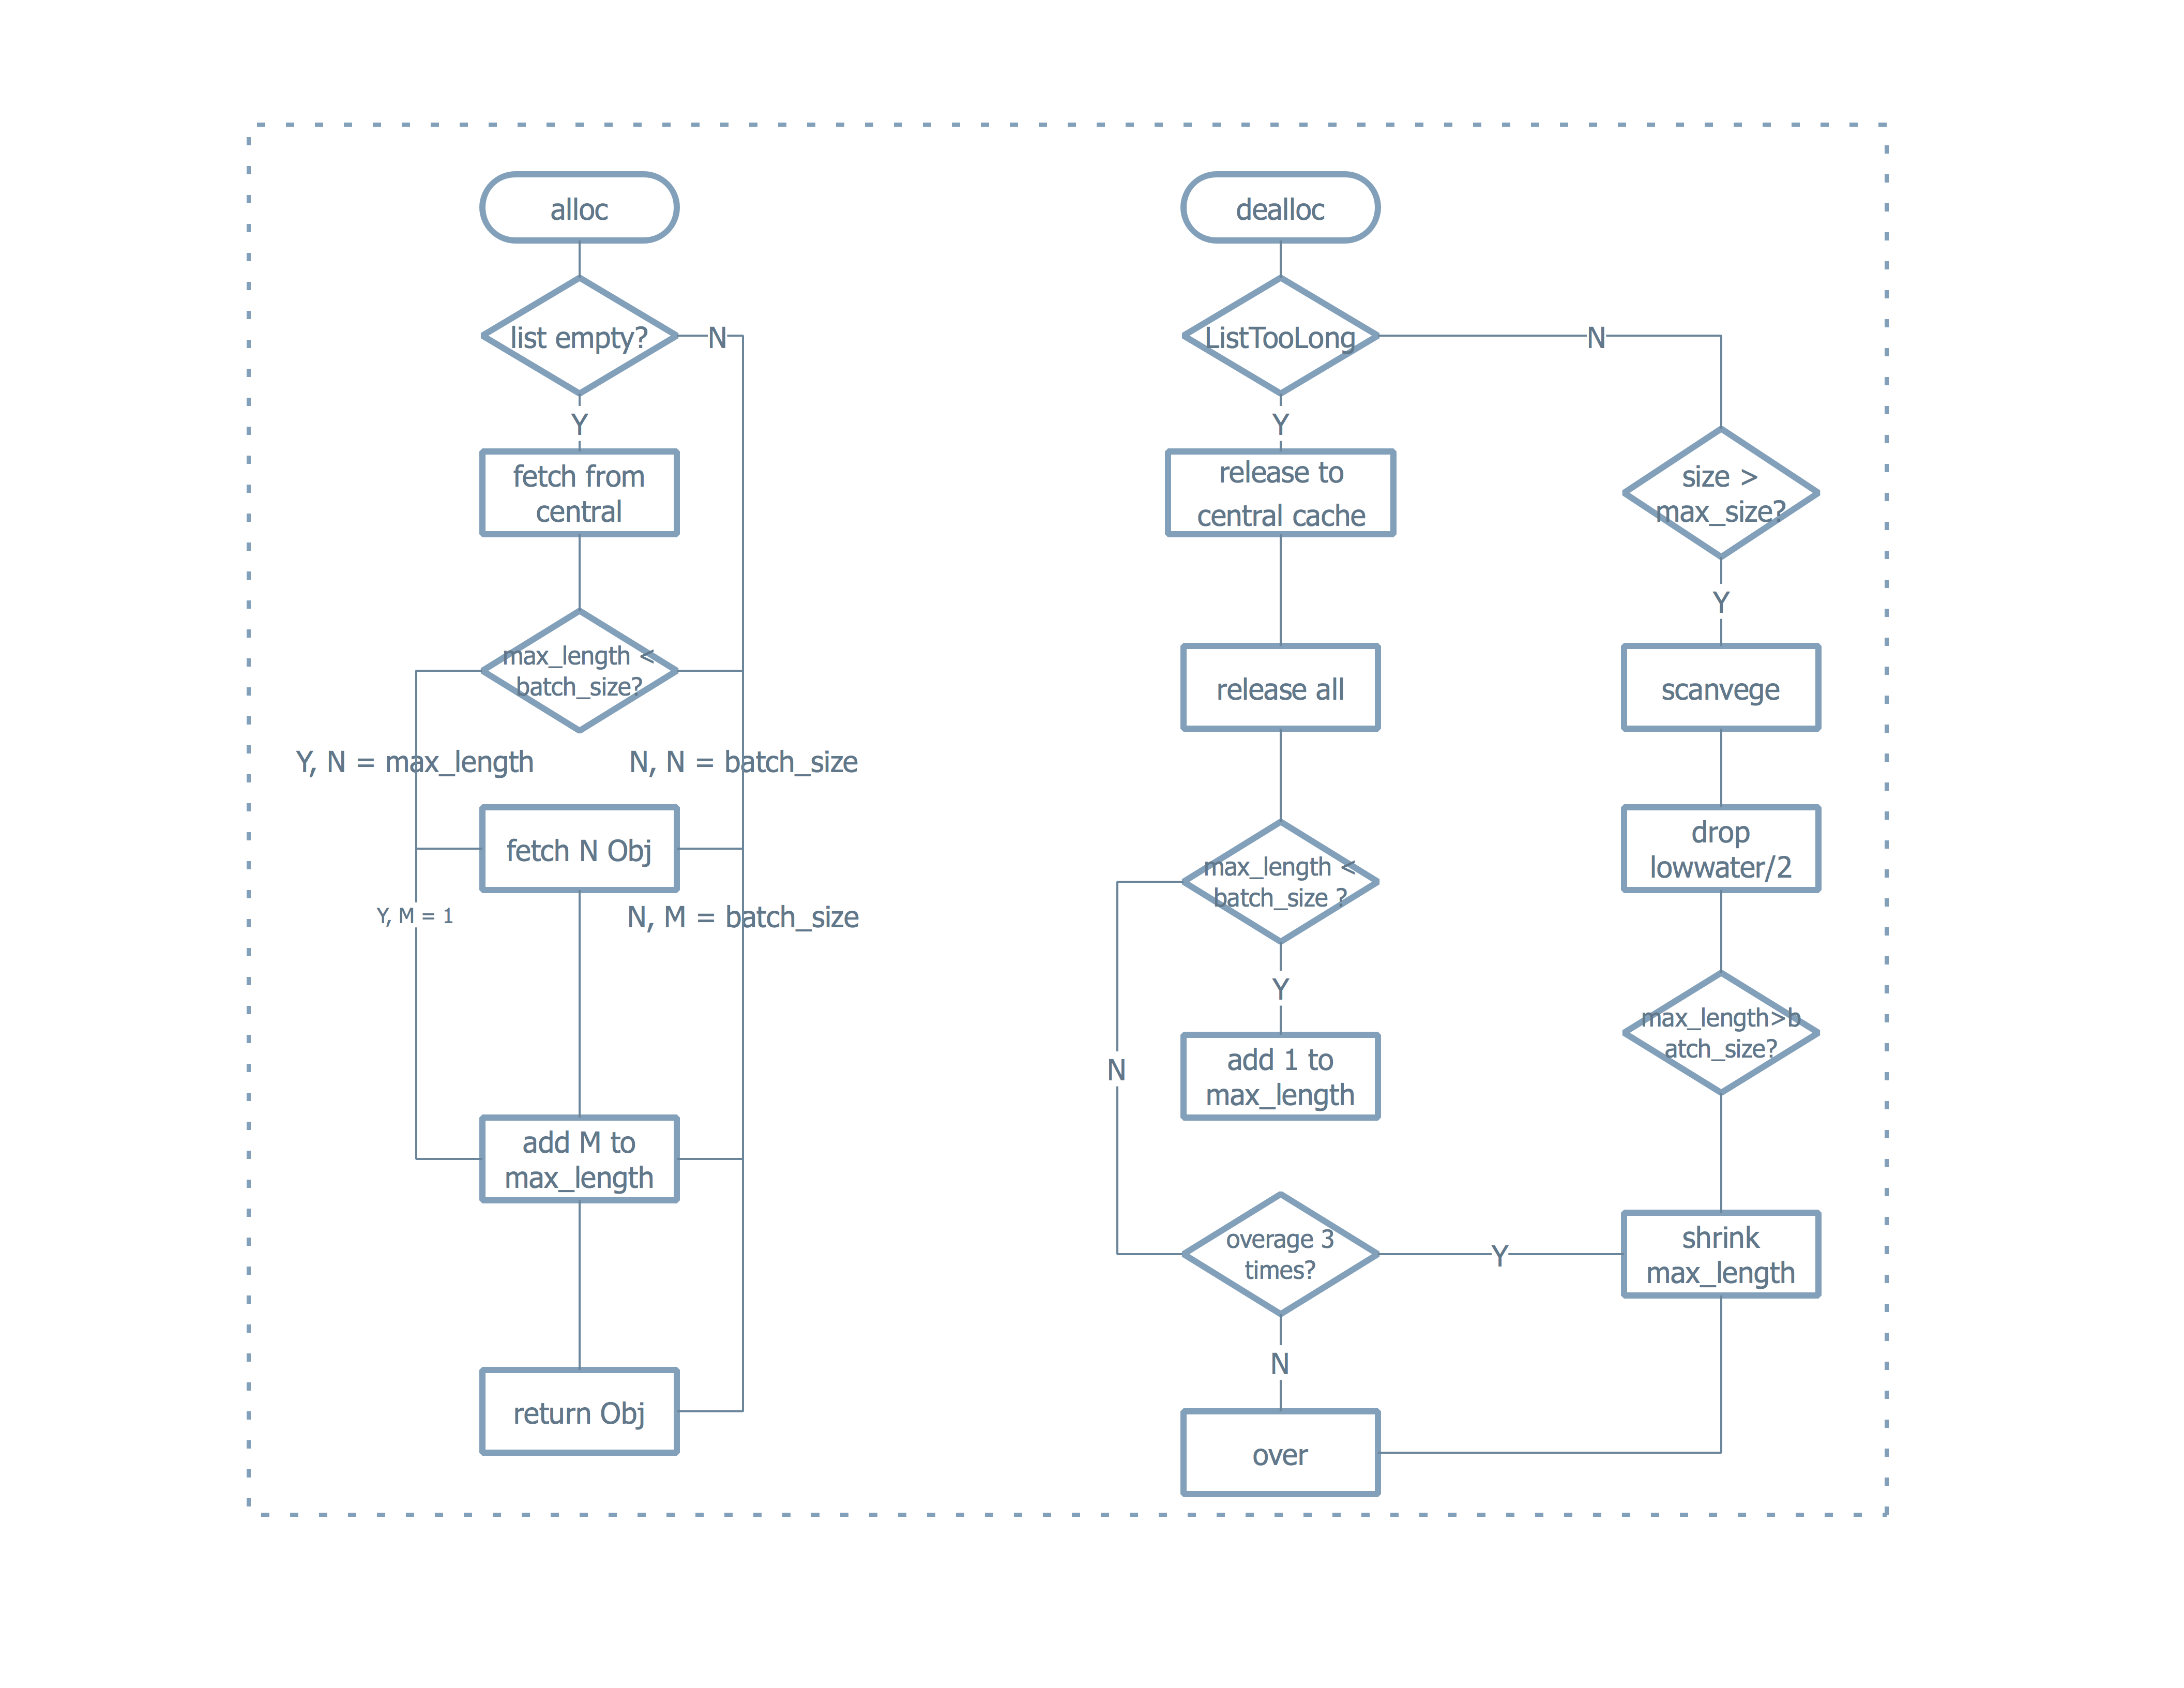 alloc
list empty?
N
Y
fetch from
central
max_length <
batch_size?
Y, N = max_length
N, N = batch_size
fetch N Obj
Y, M = 1
N, M = batch_size
add M to
max_length
return Obj
dealloc
ListTooLong
N
Y
release to
central cache
size >
max_size?
Y
release all
scanvege
drop
lowwater/2
max_length <
batch_size ?
Y
N
max_length>b
atch_size?
add 1 to
max_length
overage 3
times?
Y
shrink
max_length
N
over